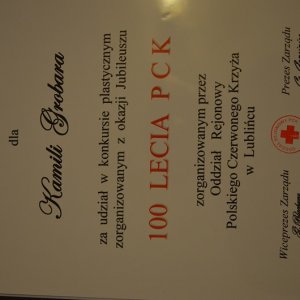 dla
Kamili Grobara
za udział w konkursie plastycznym
zorganizowanym z okazji Jubileuszu
100 LECIA P C K
zorganizowanym przez
Oddział Rejonowy
Polskiego Czerwonego Krzyża
w Lublińcu
Wiceprezes Zarządu
Prezes Zarządu